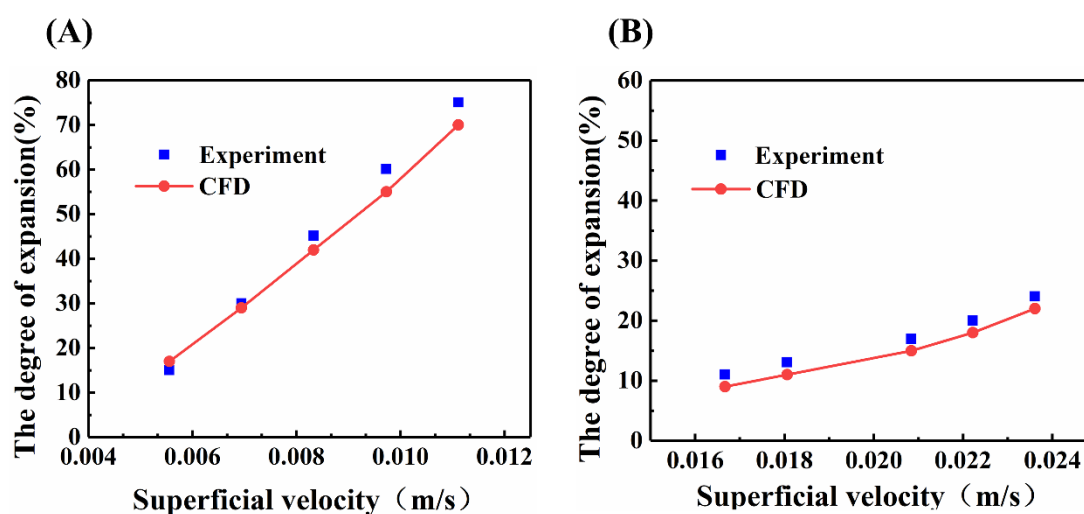 (A)
The degree of expansion(%)
80
70
60
50
40
30
20
10
0
Experiment
CFD
0.004 0.006 0.008 0.010 0.012
Superficial velocity（m/s）
(B)
The degree of expansion(%)
60
50
40
30
20
10
0
Experiment
CFD
0.016 0.018 0.020 0.022 0.024
Superficial velocity（m/s）